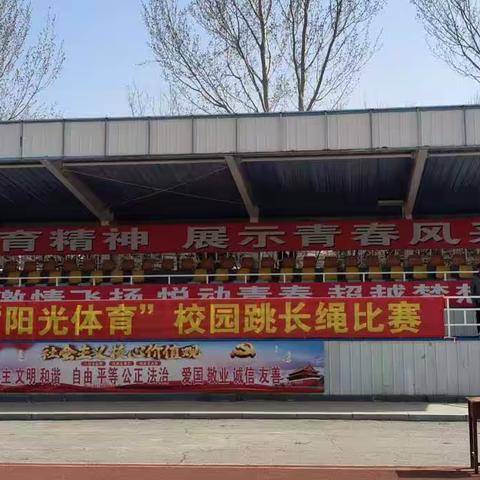 育精神 展示青春风
激情飞扬 悦动青春 超越梦
“阳光体育”校园跳长绳比赛
社会主义核心价值观
主 文明 和谐 自由 平等 公正 法治 爱国 敬业 诚信 友善